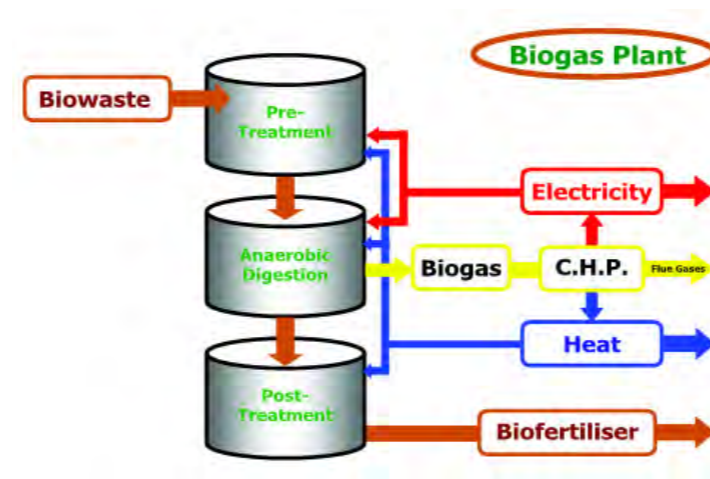 Biogas Plant
Biowaste
Pre-
Treatment
Electricity
Anaerobic
Digestion
Biogas
C.H.P.
Flue Gases
Heat
Post-
Treatment
Biofertiliser